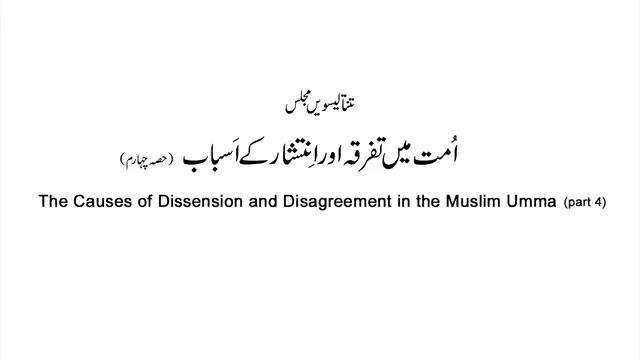 تنتالیسویں مجلس
اُمت میں تفرقہ اور اِنتشار کے اَسباب (حصہ چہارم)
The Causes of Dissension and Disagreement in the Muslim Umma (part 4)